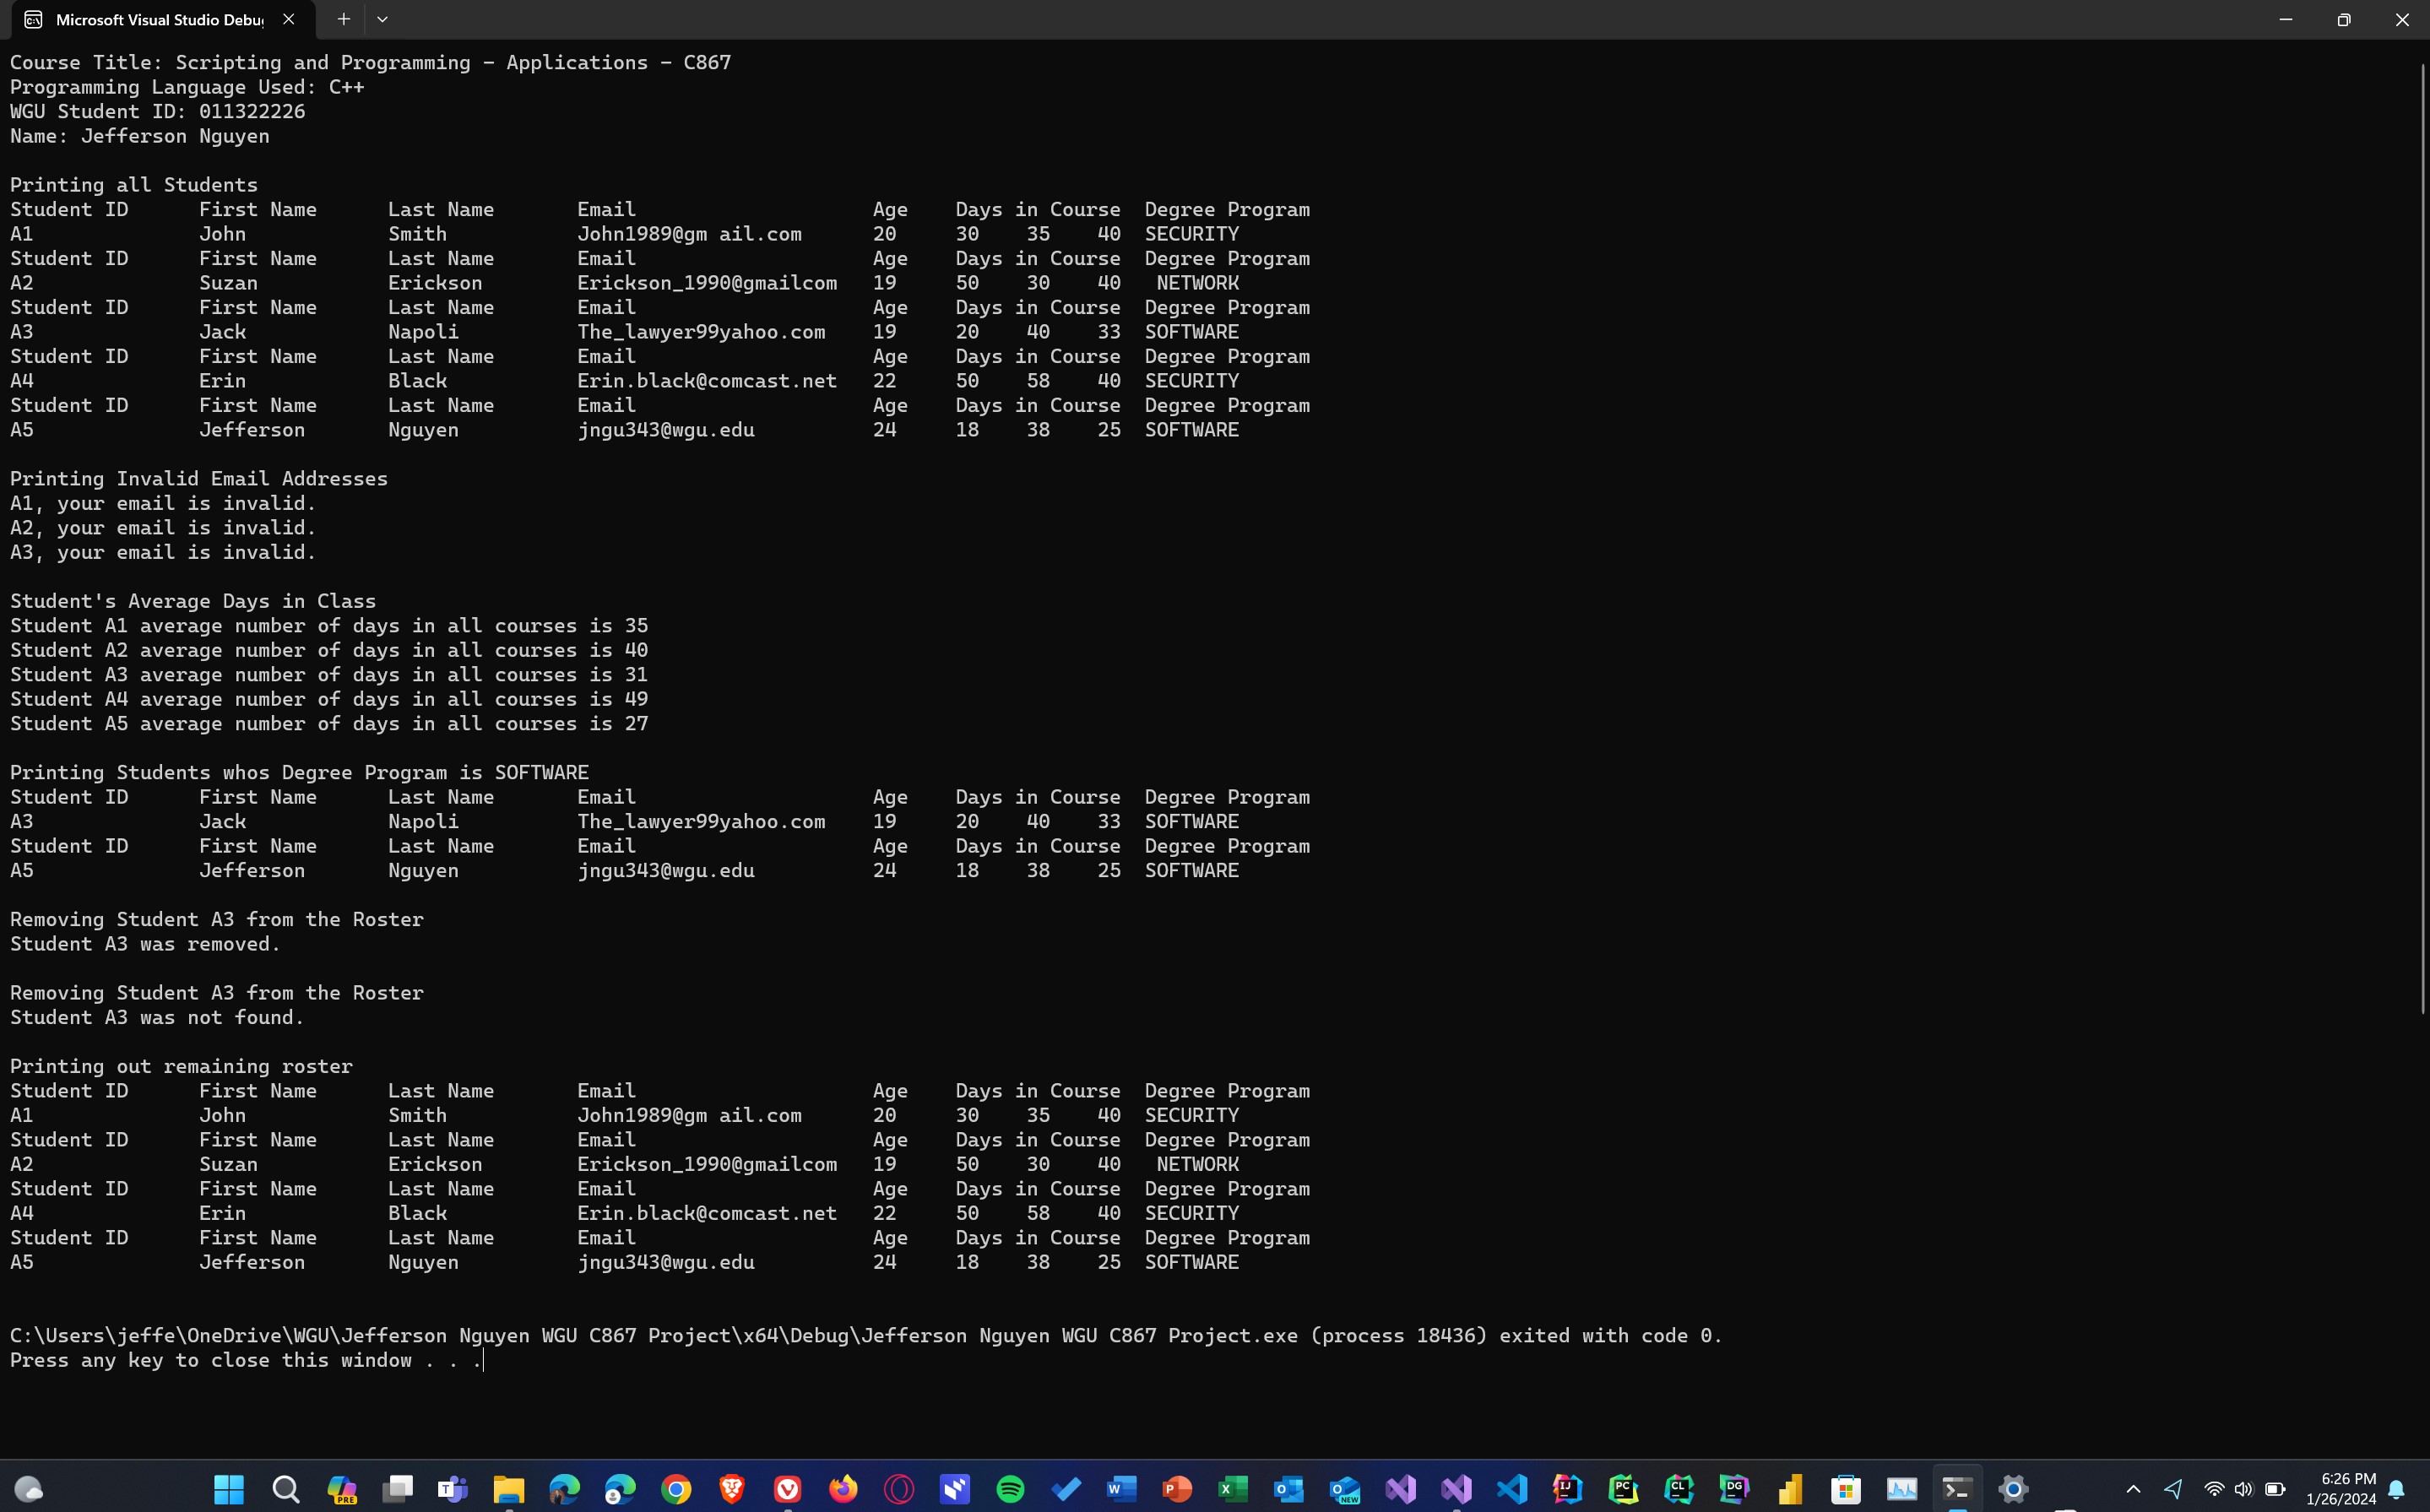 Microsoft Visual Studio Debu
Course Title: Scripting and Programming - Applications - C867
Programming Language Used: C++
WGU Student ID: 011322226
Name: Jefferson Nguyen
Printing all Students
Student ID First Name Last Name Email Age Days in Course Degree Program
A1 John Smith John1989@gm ail.com 20 30 35 40 SECURITY
Student ID First Name Last Name Email Age Days in Course Degree Program
A2 Suzan Erickson Erickson_1990@gmailcom 19 50 30 40 NETWORK
Student ID First Name Last Name Email Age Days in Course Degree Program
A3 Jack Napoli The_lawyer99yahoo.com 19 20 40 33 SOFTWARE
Student ID First Name Last Name Email Age Days in Course Degree Program
A4 Erin Black Erin.black@comcast.net 22 50 58 40 SECURITY
Student ID First Name Last Name Email Age Days in Course Degree Program
A5 Jefferson Nguyen jngu343@wgu.edu 24 18 38 25 SOFTWARE
Printing Invalid Email Addresses
A1, your email is invalid.
A2, your email is invalid.
A3, your email is invalid.
Student's Average Days in Class
Student A1 average number of days in all courses is 35
Student A2 average number of days in all courses is 40
Student A3 average number of days in all courses is 31
Student A4 average number of days in all courses is 49
Student A5 average number of days in all courses is 27
Printing Students whos Degree Program is SOFTWARE
Student ID First Name Last Name Email Age Days in Course Degree Program
A3 Jack Napoli The_lawyer99yahoo.com 19 20 40 33 SOFTWARE
Student ID First Name Last Name Email Age Days in Course Degree Program
A5 Jefferson Nguyen jngu343@wgu.edu 24 18 38 25 SOFTWARE
Removing Student A3 from the Roster
Student A3 was removed.
Removing Student A3 from the Roster
Student A3 was not found.
Printing out remaining roster
Student ID First Name Last Name Email Age Days in Course Degree Program
A1 John Smith John1989@gm ail.com 20 30 35 40 SECURITY
Student ID First Name Last Name Email Age Days in Course Degree Program
A2 Suzan Erickson Erickson_1990@gmailcom 19 50 30 40 NETWORK
Student ID First Name Last Name Email Age Days in Course Degree Program
A4 Erin Black Erin.black@comcast.net 22 50 58 40 SECURITY
Student ID First Name Last Name Email Age Days in Course Degree Program
A5 Jefferson Nguyen jngu343@wgu.edu 24 18 38 25 SOFTWARE
C:\Users\jeffe\OneDrive\WGU\Jefferson Nguyen WGU C867 Project\x64\Debug\Jefferson Nguyen WGU C867 Project.exe (process 18436) exited with code 0.
Press any key to close this window . . .
6:26 PM
1/26/2024